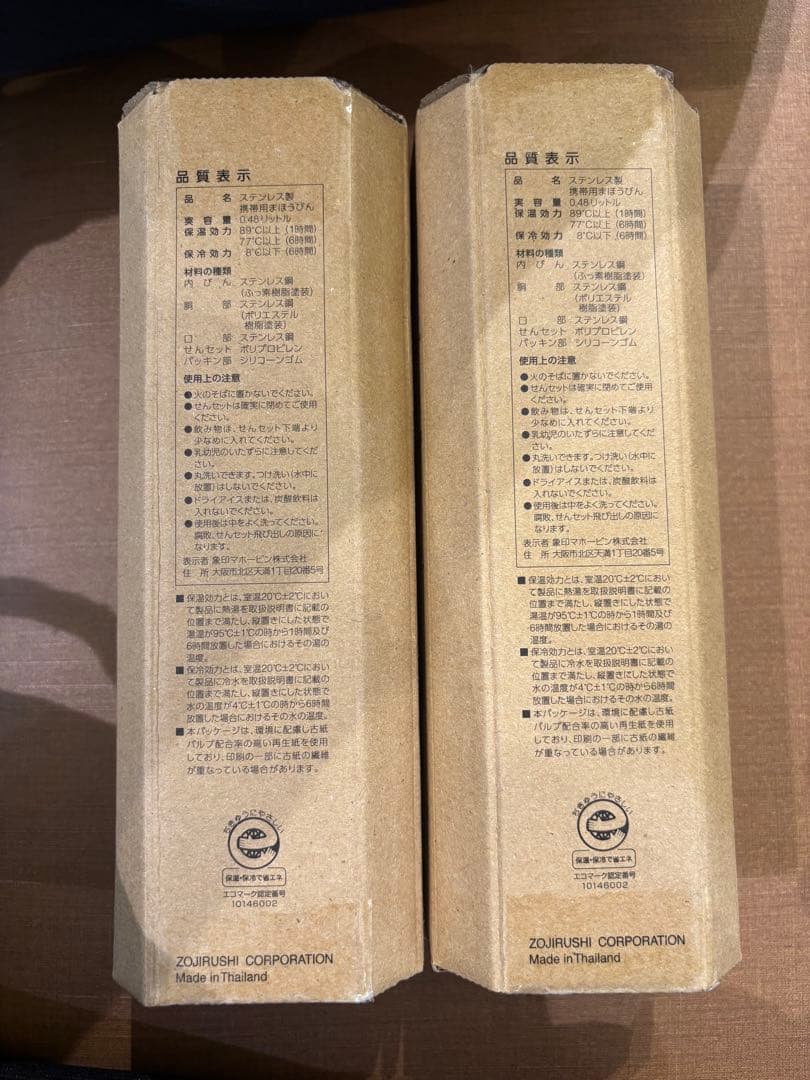 品質表示
品 名 ステンレス製
携帯用まほうびん
実容量 0.48リットル
保温効力 89℃以上(1時間)
77℃以上(6時間)
保冷効力 8℃以下(6時間)
材料の種類
内びん ステンレス鋼
(ふっ素樹脂塗装)
胴 部 ステンレス鋼
(ポリエステル
樹脂塗装)
口 部 ステンレス鋼
せんセット ポリプロピレン
パッキン部 シリコーンゴム
使用上の注意
●火のそばに置かないでください。
●せんセットは確実に閉めてご使用
ください。
●飲み物は、せんセット下端より
少なめに入れてください。
●乳幼児のいたずらに注意してくだ
さい。
●丸洗いできます。つけ洗い(水中に
放置)はしないでください。
●ドライアイスまたは、炭酸飲料は
入れないでください。
●使用後は中をよく洗ってください。
腐敗、せんセット飛び出しの原因に
なります。
表示者 象印マホービン株式会社
住 所 大阪市北区天満1丁目20番5号
■保温効力とは、室温20℃±2℃におい
て製品に熱湯を取扱説明書に記載の
位置まで満たし、縦置きにした状態で
湯温が95℃±1℃の時から1時間及び
6時間放置した場合におけるその湯の
温度。
■保冷効力とは、室温20℃±2℃におい
て製品に冷水を取扱説明書に記載の
位置まで満たし、縦置きにした状態で
水の温度が4℃±1℃の時から6時間
放置した場合におけるその水の温度。
■本パッケージは、環境に配慮し古紙
パルプ配合率の高い再生紙を使用
しており、印刷の一部に古紙の繊維
が重なっている場合があります。
ちきゅうにやさしい
保温・保冷で省エネ
エコマーク認定番号
10146002
ZOJIRUSHI CORPORATION
Made in Thailand
品質表示
品 名 ステンレス製
携帯用まほうびん
実容量 0.48リットル
保温効力 89℃以上(1時間)
77℃以上(6時間)
保冷効力 8℃以下(6時間)
材料の種類
内びん ステンレス鋼
(ふっ素樹脂塗装)
胴 部 ステンレス鋼
(ポリエステル
樹脂塗装)
口 部 ステンレス鋼
せんセット ポリプロピレン
パッキン部 シリコーンゴム
使用上の注意
●火のそばに置かないでください。
●せんセットは確実に閉めてご使用
ください。
●飲み物は、せんセット下端より
少なめに入れてください。
●乳幼児のいたずらに注意してくだ
さい。
●丸洗いできます。つけ洗い(水中に
放置)はしないでください。
●ドライアイスまたは、炭酸飲料は
入れないでください。
●使用後は中をよく洗ってください。
腐敗、せんセット飛び出しの原因に
なります。
表示者 象印マホービン株式会社
住 所 大阪市北区天満1丁目20番5号
■保温効力とは、室温20℃±2℃におい
て製品に熱湯を取扱説明書に記載の
位置まで満たし、縦置きにした状態で
湯温が95℃±1℃の時から1時間及び
6時間放置した場合におけるその湯の
温度。
■保冷効力とは、室温20℃±2℃におい
て製品に冷水を取扱説明書に記載の
位置まで満たし、縦置きにした状態で
水の温度が4℃±1℃の時から6時間
放置した場合におけるその水の温度。
■本パッケージは、環境に配慮し古紙
パルプ配合率の高い再生紙を使用
しており、印刷の一部に古紙の繊維
が重なっている場合があります。
ちきゅうにやさしい
保温・保冷で省エネ
エコマーク認定番号
10146002
ZOJIRUSHI CORPORATION
Made in Thailand